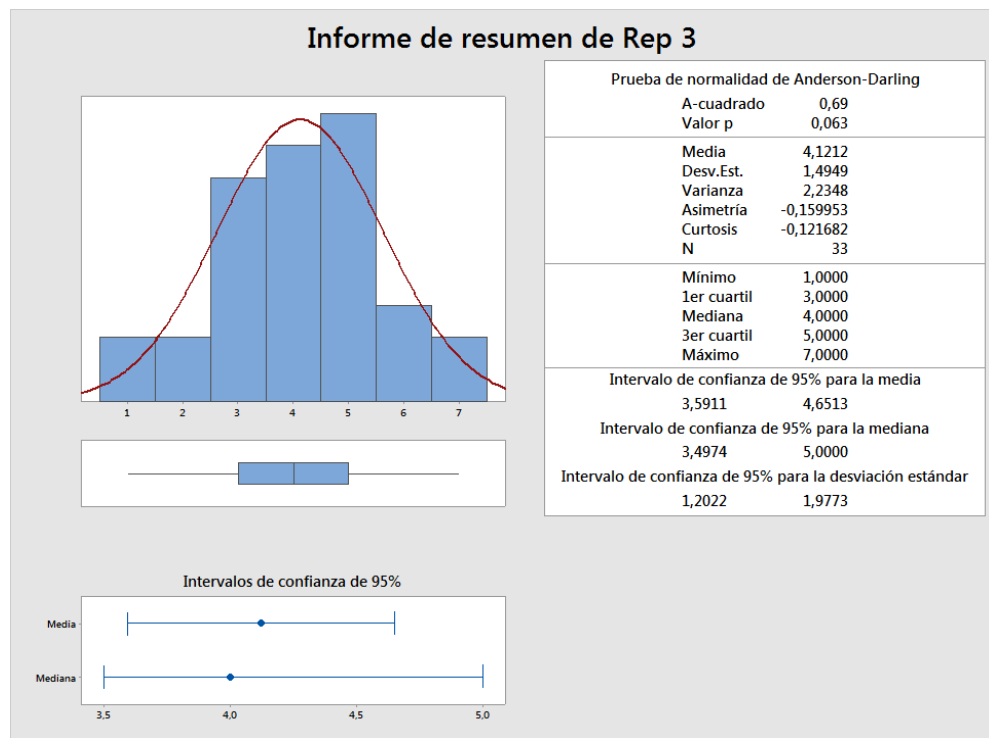 Informe de resumen de Rep 3
1 2 3 4 5 6 7
Prueba de normalidad de Anderson-Darling
A-cuadrado 0,69
Valor p 0,063
Media 4,1212
Desv.Est. 1,4949
Varianza 2,2348
Asimetría -0,159953
Curtosis -0,121682
N 33
Mínimo 1,0000
1er cuartil 3,0000
Mediana 4,0000
3er cuartil 5,0000
Máximo 7,0000
Intervalo de confianza de 95% para la media
3,5911 4,6513
Intervalo de confianza de 95% para la mediana
3,4974 5,0000
Intervalo de confianza de 95% para la desviación estándar
1,2022 1,9773
Intervalos de confianza de 95%
Media
Mediana
3,5 4,0 4,5 5,0